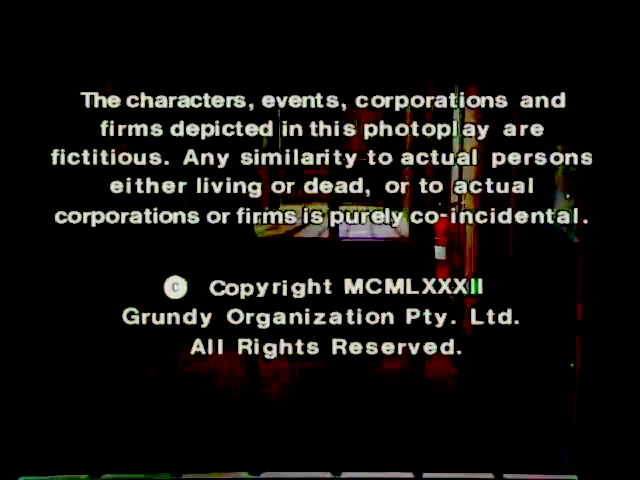 The characters, events, corporations and
firms depicted in this photoplay are
fictitious. Any similarity to actual persons
either living or dead, or to actual
corporations or firms is purely co-incidental.
© Copyright MCMLXXXII
Grundy Organization Pty. Ltd.
All Rights Reserved.